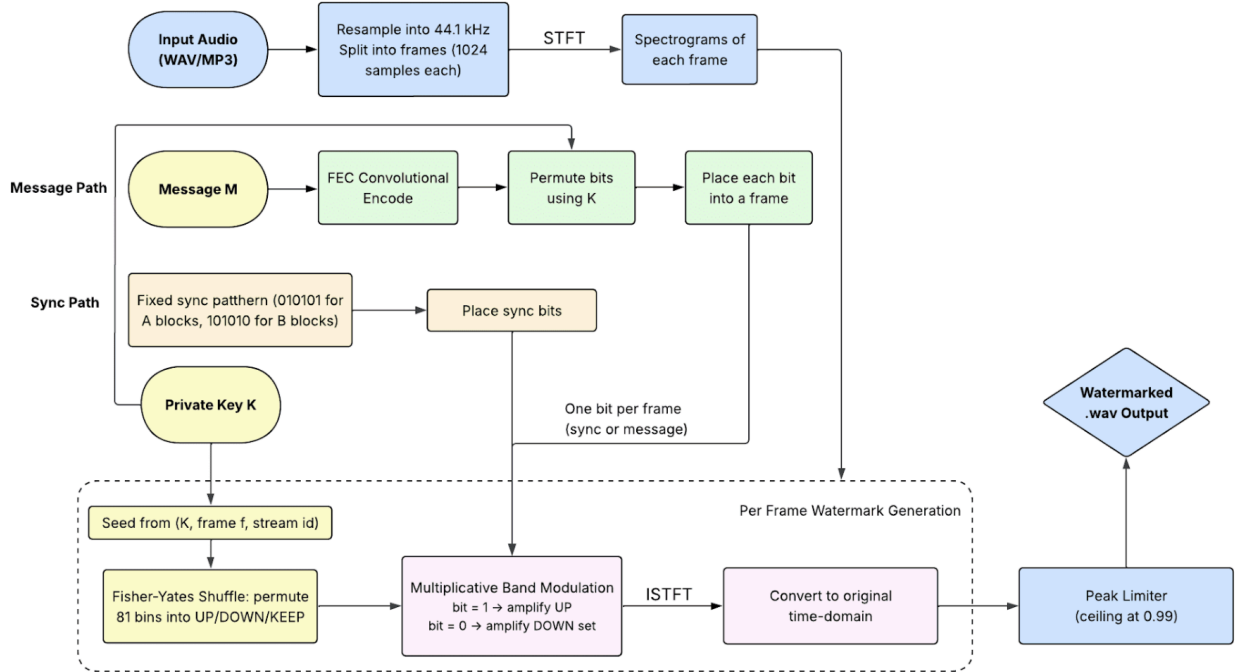 Input Audio
(WAV/MP3)
Resample into 44.1 kHz
Split into frames (1024
samples each)
STFT
Spectrograms of
each frame
Message Path
Message M
FEC Convolutional
Encode
Permute bits
using K
Place each bit
into a frame
Sync Path
Fixed sync patthern (010101 for
A blocks, 101010 for B blocks)
Place sync bits
Private Key K
One bit per frame
(sync or message)
Watermarked
.wav Output
Per Frame Watermark Generation
Seed from (K, frame f, stream id)
Fisher-Yates Shuffle: permute
81 bins into UP/DOWN/KEEP
Multiplicative Band Modulation
bit = 1 → amplify UP
bit = 0 → amplify DOWN set
ISTFT
Convert to original
time-domain
Peak Limiter
(ceiling at 0.99)